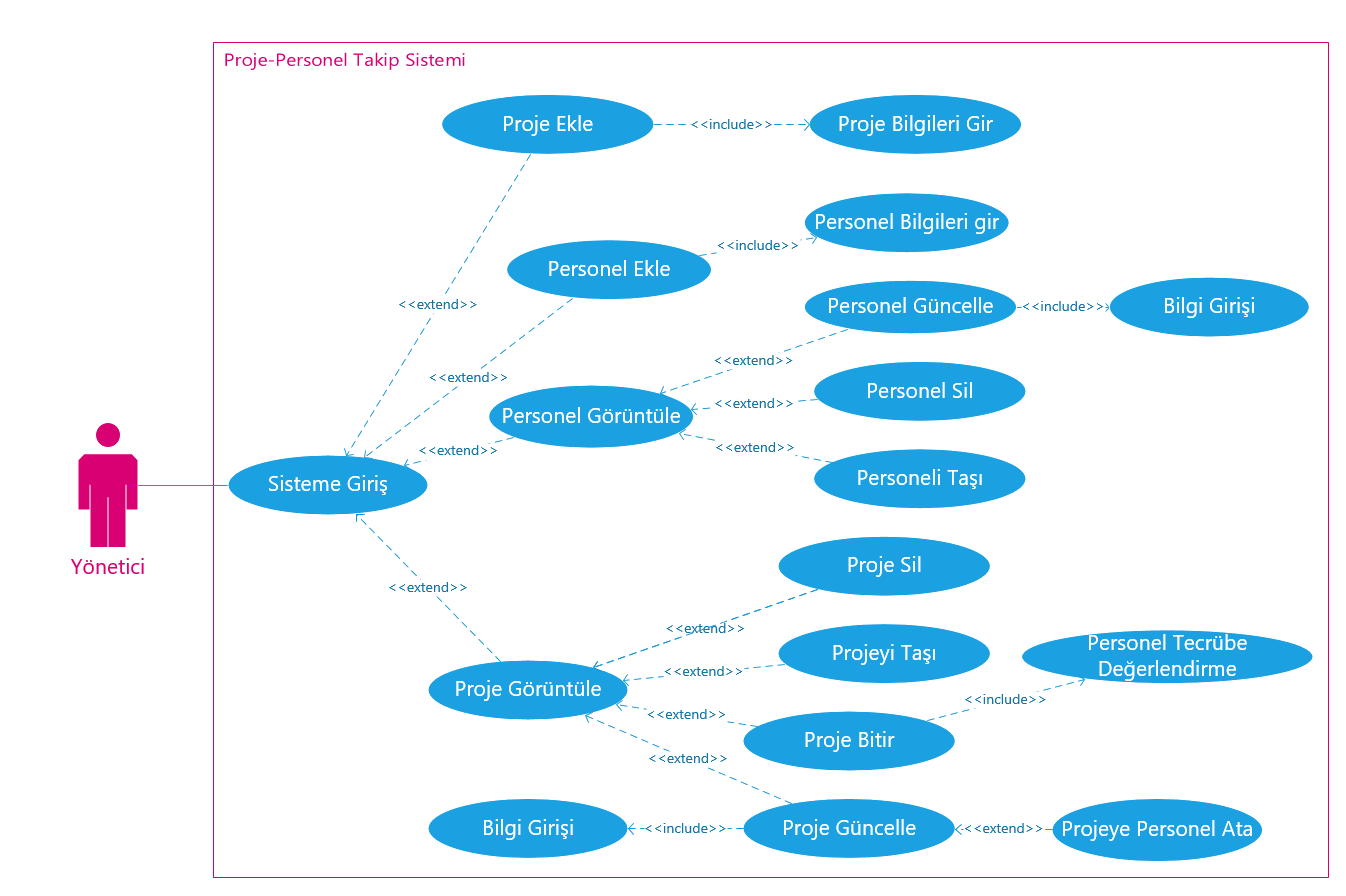 Proje-Personel Takip Sistemi
Proje Ekle
<<include>>
Proje Bilgileri Gir
Personel Bilgileri gir
<<include>>
Personel Ekle
<<extend>>
Personel Güncelle
<<include>>
Bilgi Girişi
<<extend>>
<<extend>>
Personel Sil
<<extend>>
Personel Görüntüle
<<extend>>
<<extend>>
Personeli Taşı
Sisteme Giriş
Yönetici
<<extend>>
Proje Sil
<<extend>>
Projeyi Taşı
<<extend>>
Personel Tecrübe
Değerlendirme
Proje Görüntüle
<<include>>
<<extend>>
Proje Bitir
<<extend>>
Bilgi Girişi
<<include>>
Proje Güncelle
<<extend>>
Projeye Personel Ata